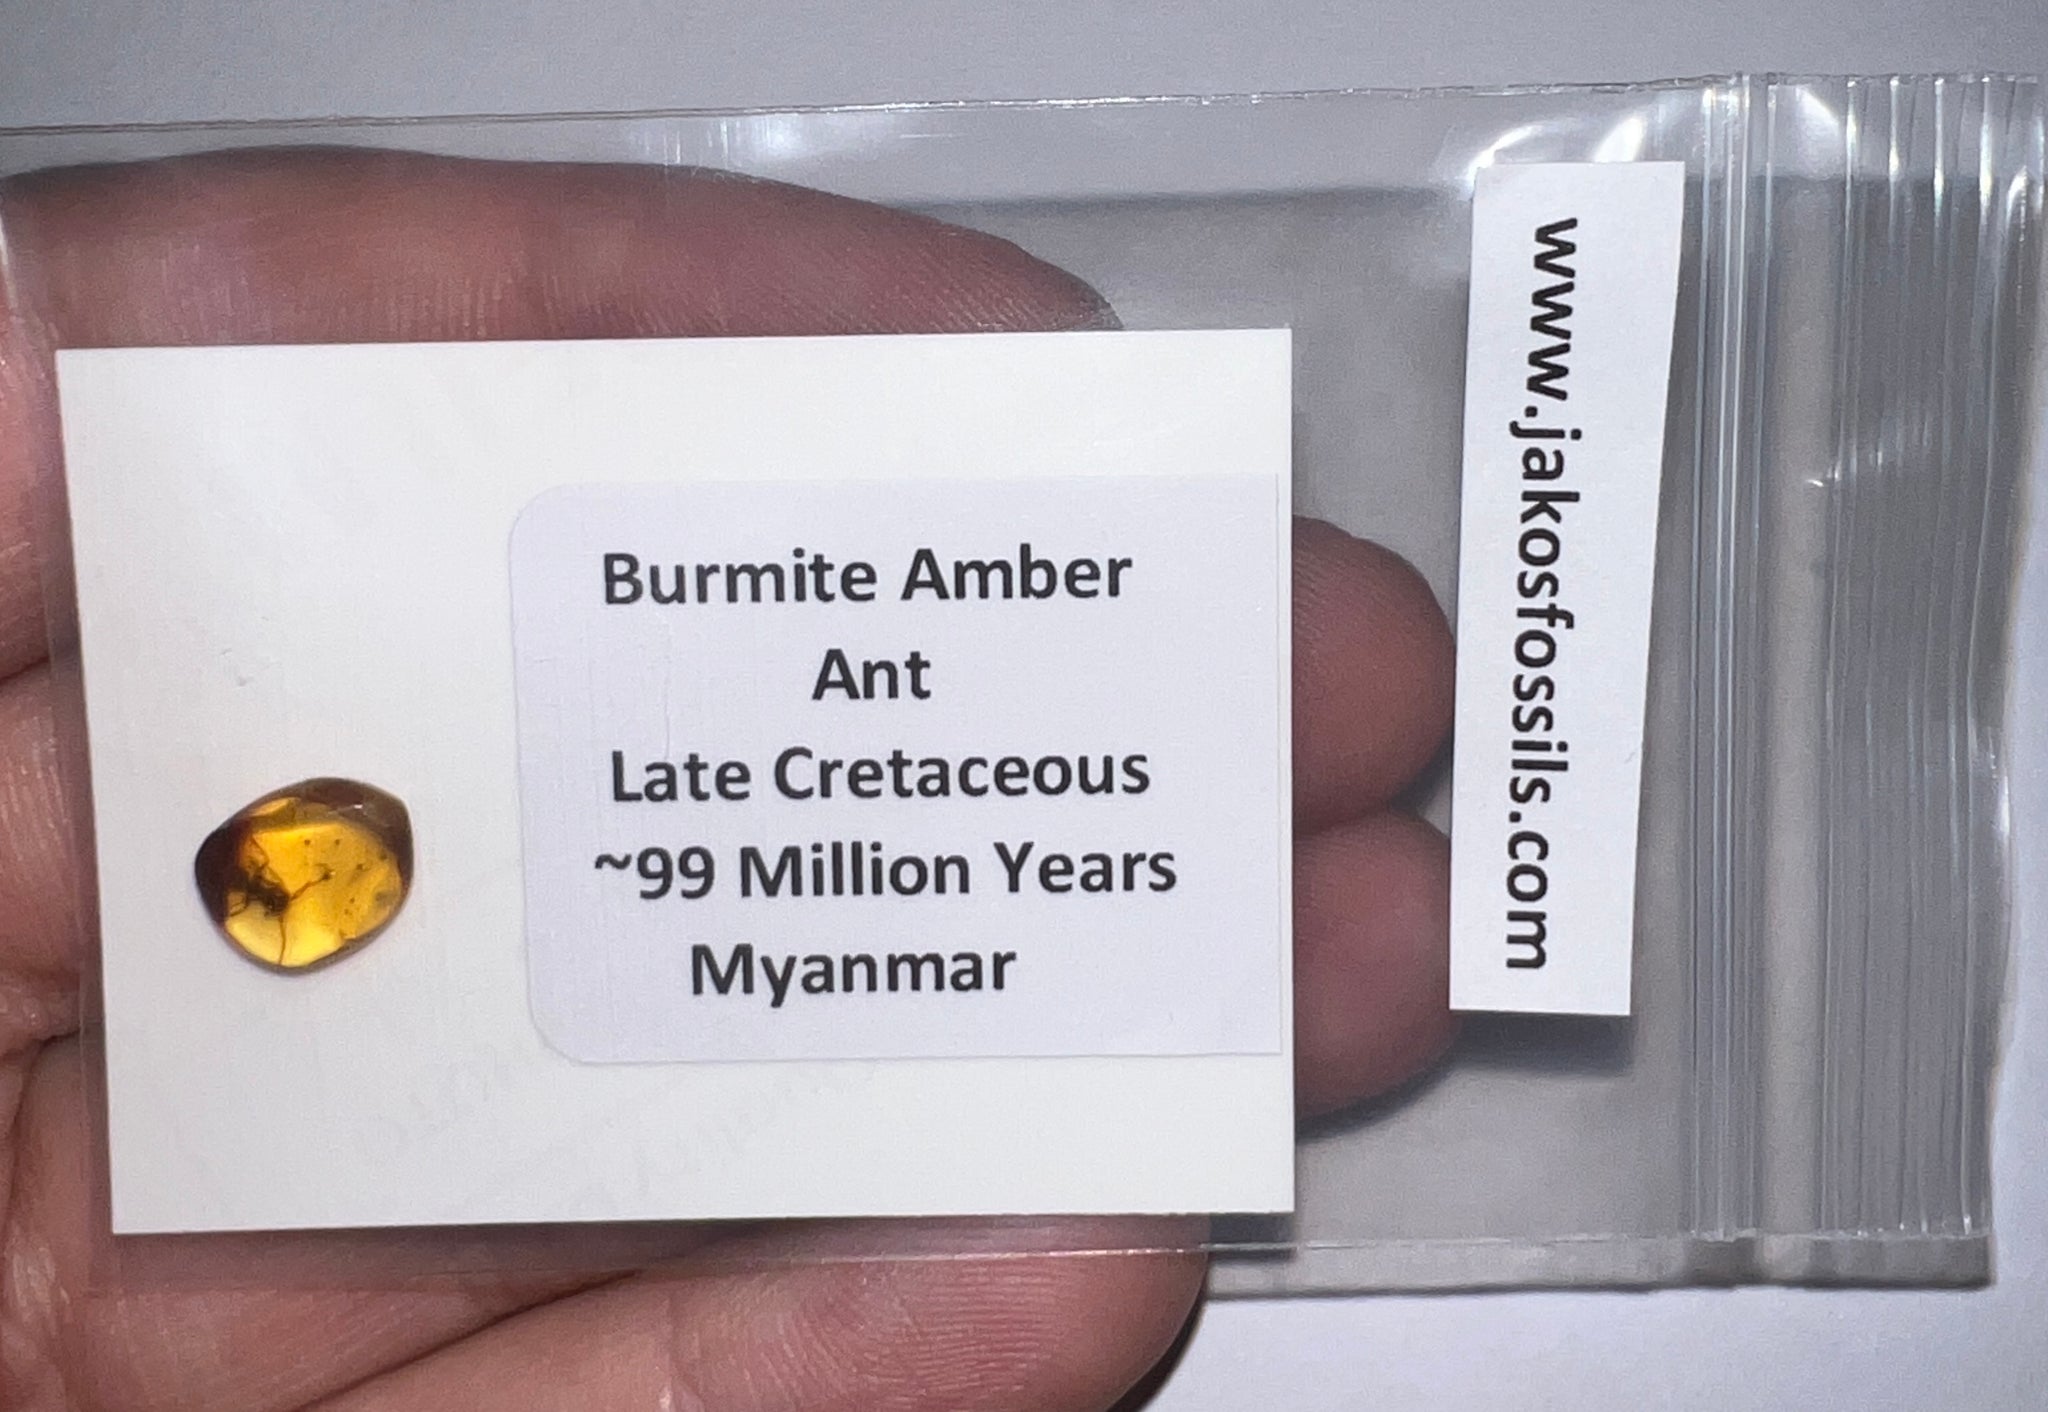 Burmite Amber
Ant
Late Cretaceous
~99 Million Years
Myanmar
www.jakosfossils.com